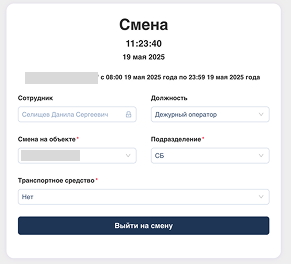 Смена
11:23:40
19 мая 2025
с 08:00 19 мая 2025 года по 23:59 19 мая 2025 года
Сотрудник
Должность
Селищев Данила Сергеевич
Дежурный оператор
Смена на объекте*
Подразделение*
СБ
Транспортное средство*
Нет
Выйти на смену